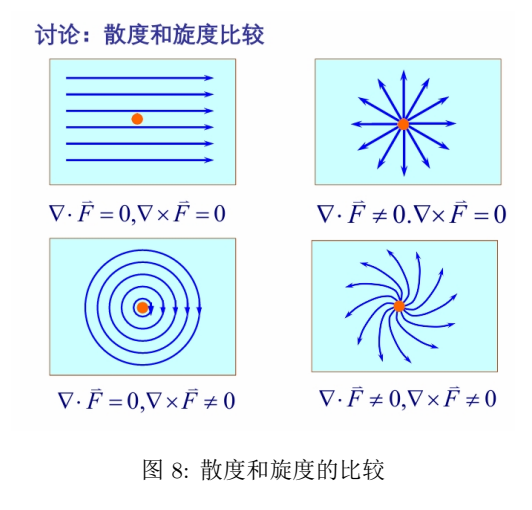 讨论：散度和旋度比较
∇· F⃗ = 0,∇× F⃗ = 0
∇· F⃗ ≠ 0.∇× F⃗ = 0
∇· F⃗ = 0,∇× F⃗ ≠ 0
∇· F⃗ ≠ 0,∇× F⃗ ≠ 0
图 8: 散度和旋度的比较